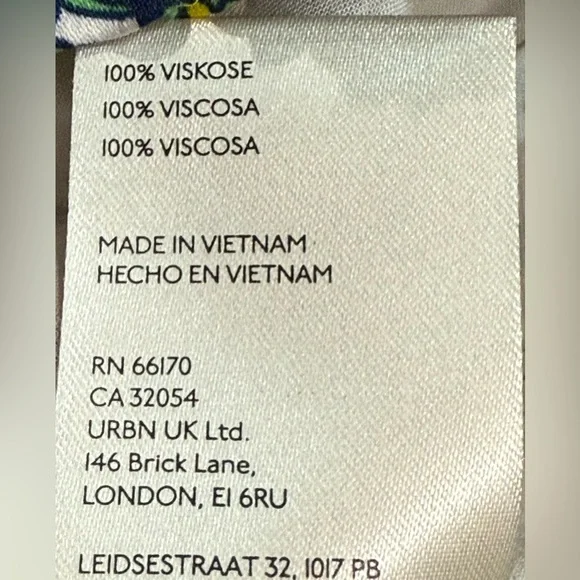 100% VISKOSE
100% VISCOSA
100% VISCOSA
MADE IN VIETNAM
HECHO EN VIETNAM
RN 66170
CA 32054
URBN UK Ltd.
146 Brick Lane,
LONDON, E1 6RU
LEIDSESTRAAT 32, 1017 PB